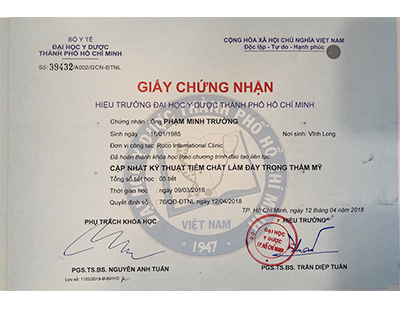 BỘ Y TẾ
ĐẠI HỌC Y DƯỢC
THÀNH PHỐ HỒ CHÍ MINH
Số: 39432/A002/GCN-ĐTNL
CỘNG HÒA XÃ HỘI CHỦ NGHĨA VIỆT NAM
Độc lập - Tự do - Hạnh phúc
GIẤY CHỨNG NHẬN
HIỆU TRƯỞNG ĐẠI HỌC Y DƯỢC THÀNH PHỐ HỒ CHÍ MINH
Chứng nhận: Ông PHẠM MINH TRƯỜNG
Sinh ngày : 16/01/1985 Nơi sinh: Vĩnh Long
Đơn vị công tác: Roco International Clinic
Đã hoàn thành khóa học theo chương trình đào tạo liên tục
CẬP NHẬT KỸ THUẬT TIÊM CHẤT LÀM ĐẦY TRONG THẨM MỸ
Tổng số tiết học : 05 tiết
Thời gian học : ngày 09/03/2018
Quyết định số : 76/QĐ-ĐTNL ngày 12/04/2018
TP. Hồ Chí Minh, ngày 12 tháng 04 năm 2018
PHỤ TRÁCH KHÓA HỌC
HIỆU TRƯỞNG
VIỆT NAM
1947
ĐẠI HỌC
Y DƯỢC
TP. HỒ CHÍ MINH
PGS.TS.BS. NGUYỄN ANH TUẤN
PGS.TS.BS. TRẦN DIỆP TUẤN